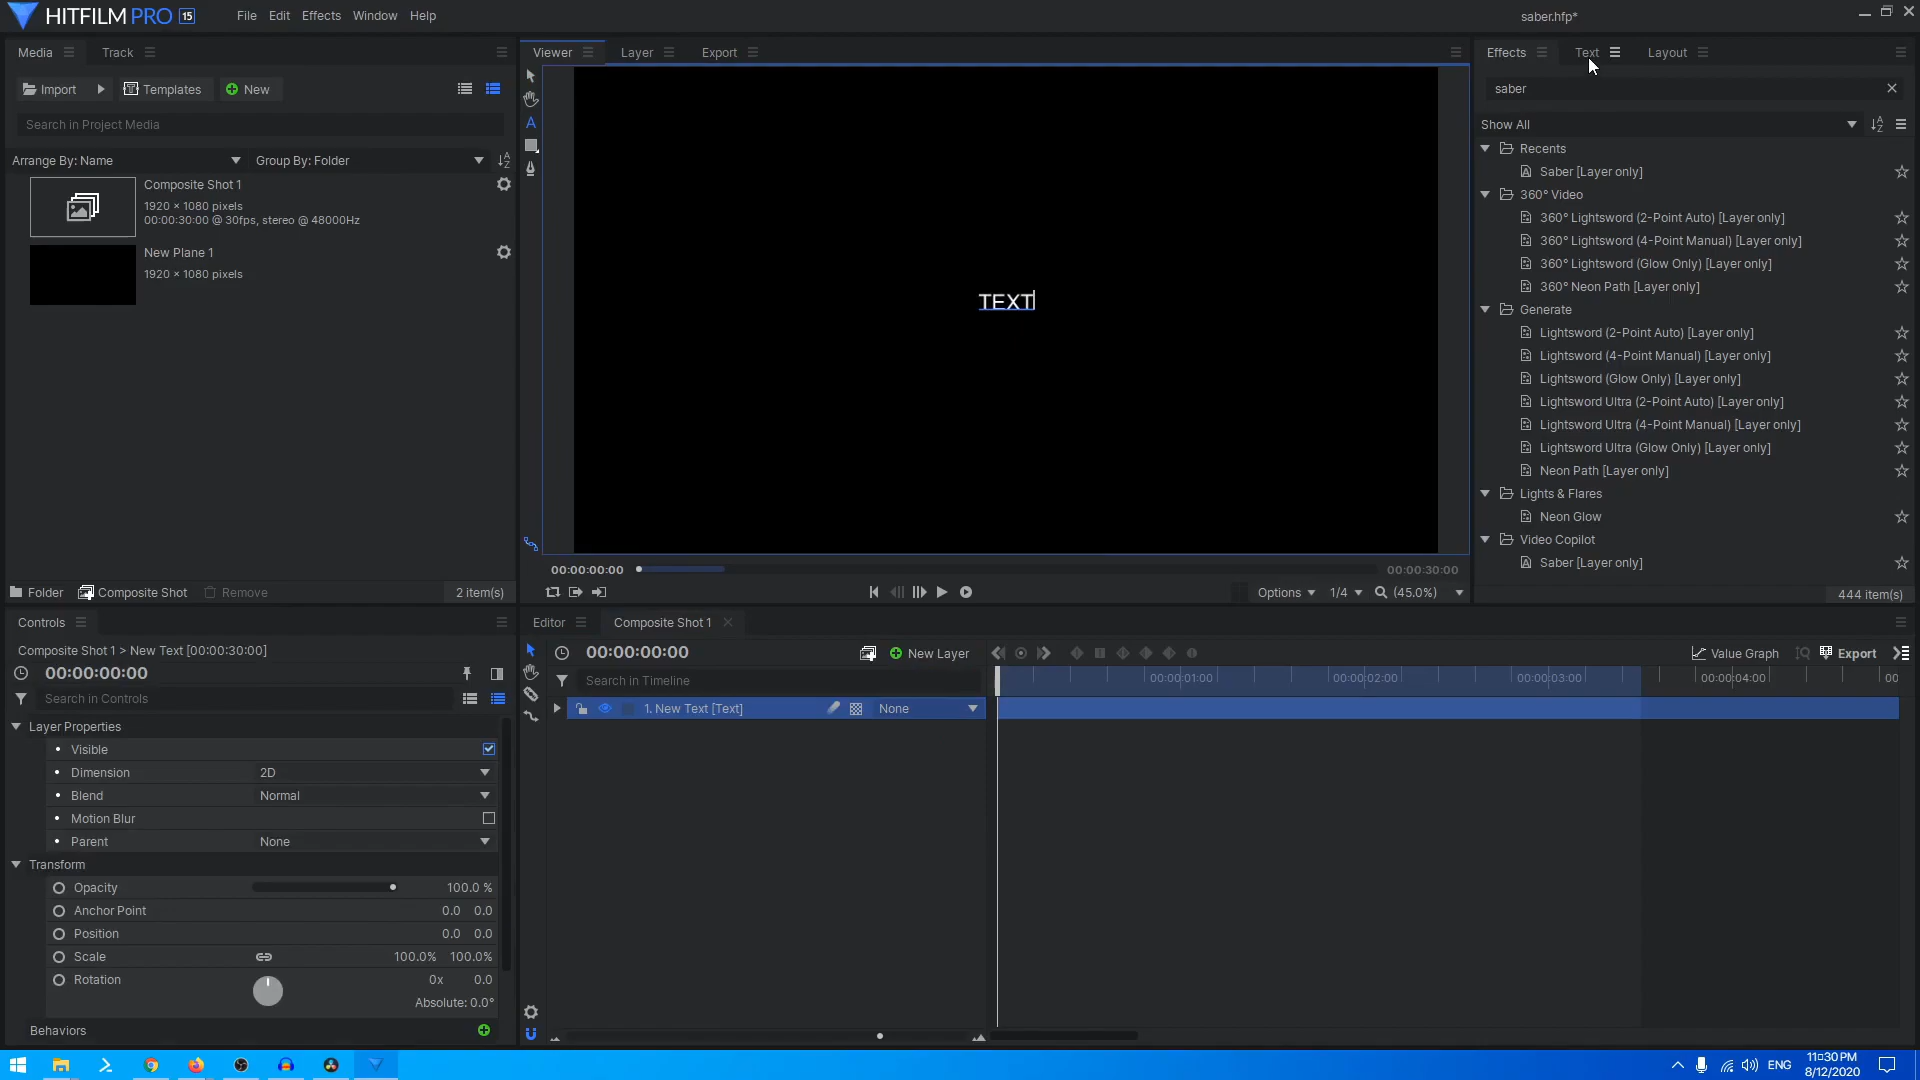 HITFILM PRO 15
File Edit Effects Window Help
saber.hfp*
Media Track
Import Templates New
Search in Project Media
Arrange By: Name Group By: Folder
Composite Shot 1
1920 × 1080 pixels
00:00:30:00 @ 30fps, stereo @ 48000Hz
New Plane 1
1920 × 1080 pixels
Folder Composite Shot Remove 2 item(s)
Viewer Layer Export
A
TEXT
00:00:00:00 00:00:30:00
Options 1/4 (45.0%)
Effects Text Layout
saber
Show All
Recents
Saber [Layer only]
360° Video
360° Lightsword (2-Point Auto) [Layer only]
360° Lightsword (4-Point Manual) [Layer only]
360° Lightsword (Glow Only) [Layer only]
360° Neon Path [Layer only]
Generate
Lightsword (2-Point Auto) [Layer only]
Lightsword (4-Point Manual) [Layer only]
Lightsword (Glow Only) [Layer only]
Lightsword Ultra (2-Point Auto) [Layer only]
Lightsword Ultra (4-Point Manual) [Layer only]
Lightsword Ultra (Glow Only) [Layer only]
Neon Path [Layer only]
Lights & Flares
Neon Glow
Video Copilot
Saber [Layer only]
444 item(s)
Controls
Composite Shot 1 > New Text [00:00:30:00]
00:00:00:00
Search in Controls
Layer Properties
Visible
Dimension 2D
Blend Normal
Motion Blur
Parent None
Transform
Opacity 100.0 %
Anchor Point 0.0 0.0
Position 0.0 0.0
Scale 100.0% 100.0%
Rotation 0x 0.0
Absolute: 0.0°
Behaviors
Editor Composite Shot 1
00:00:00:00 New Layer Value Graph Export
Search in Timeline 00:00:01:00 00:00:02:00 00:00:03:00 00:00:04:00 00
1. New Text [Text] None
ENG
11:30 PM
8/12/2020